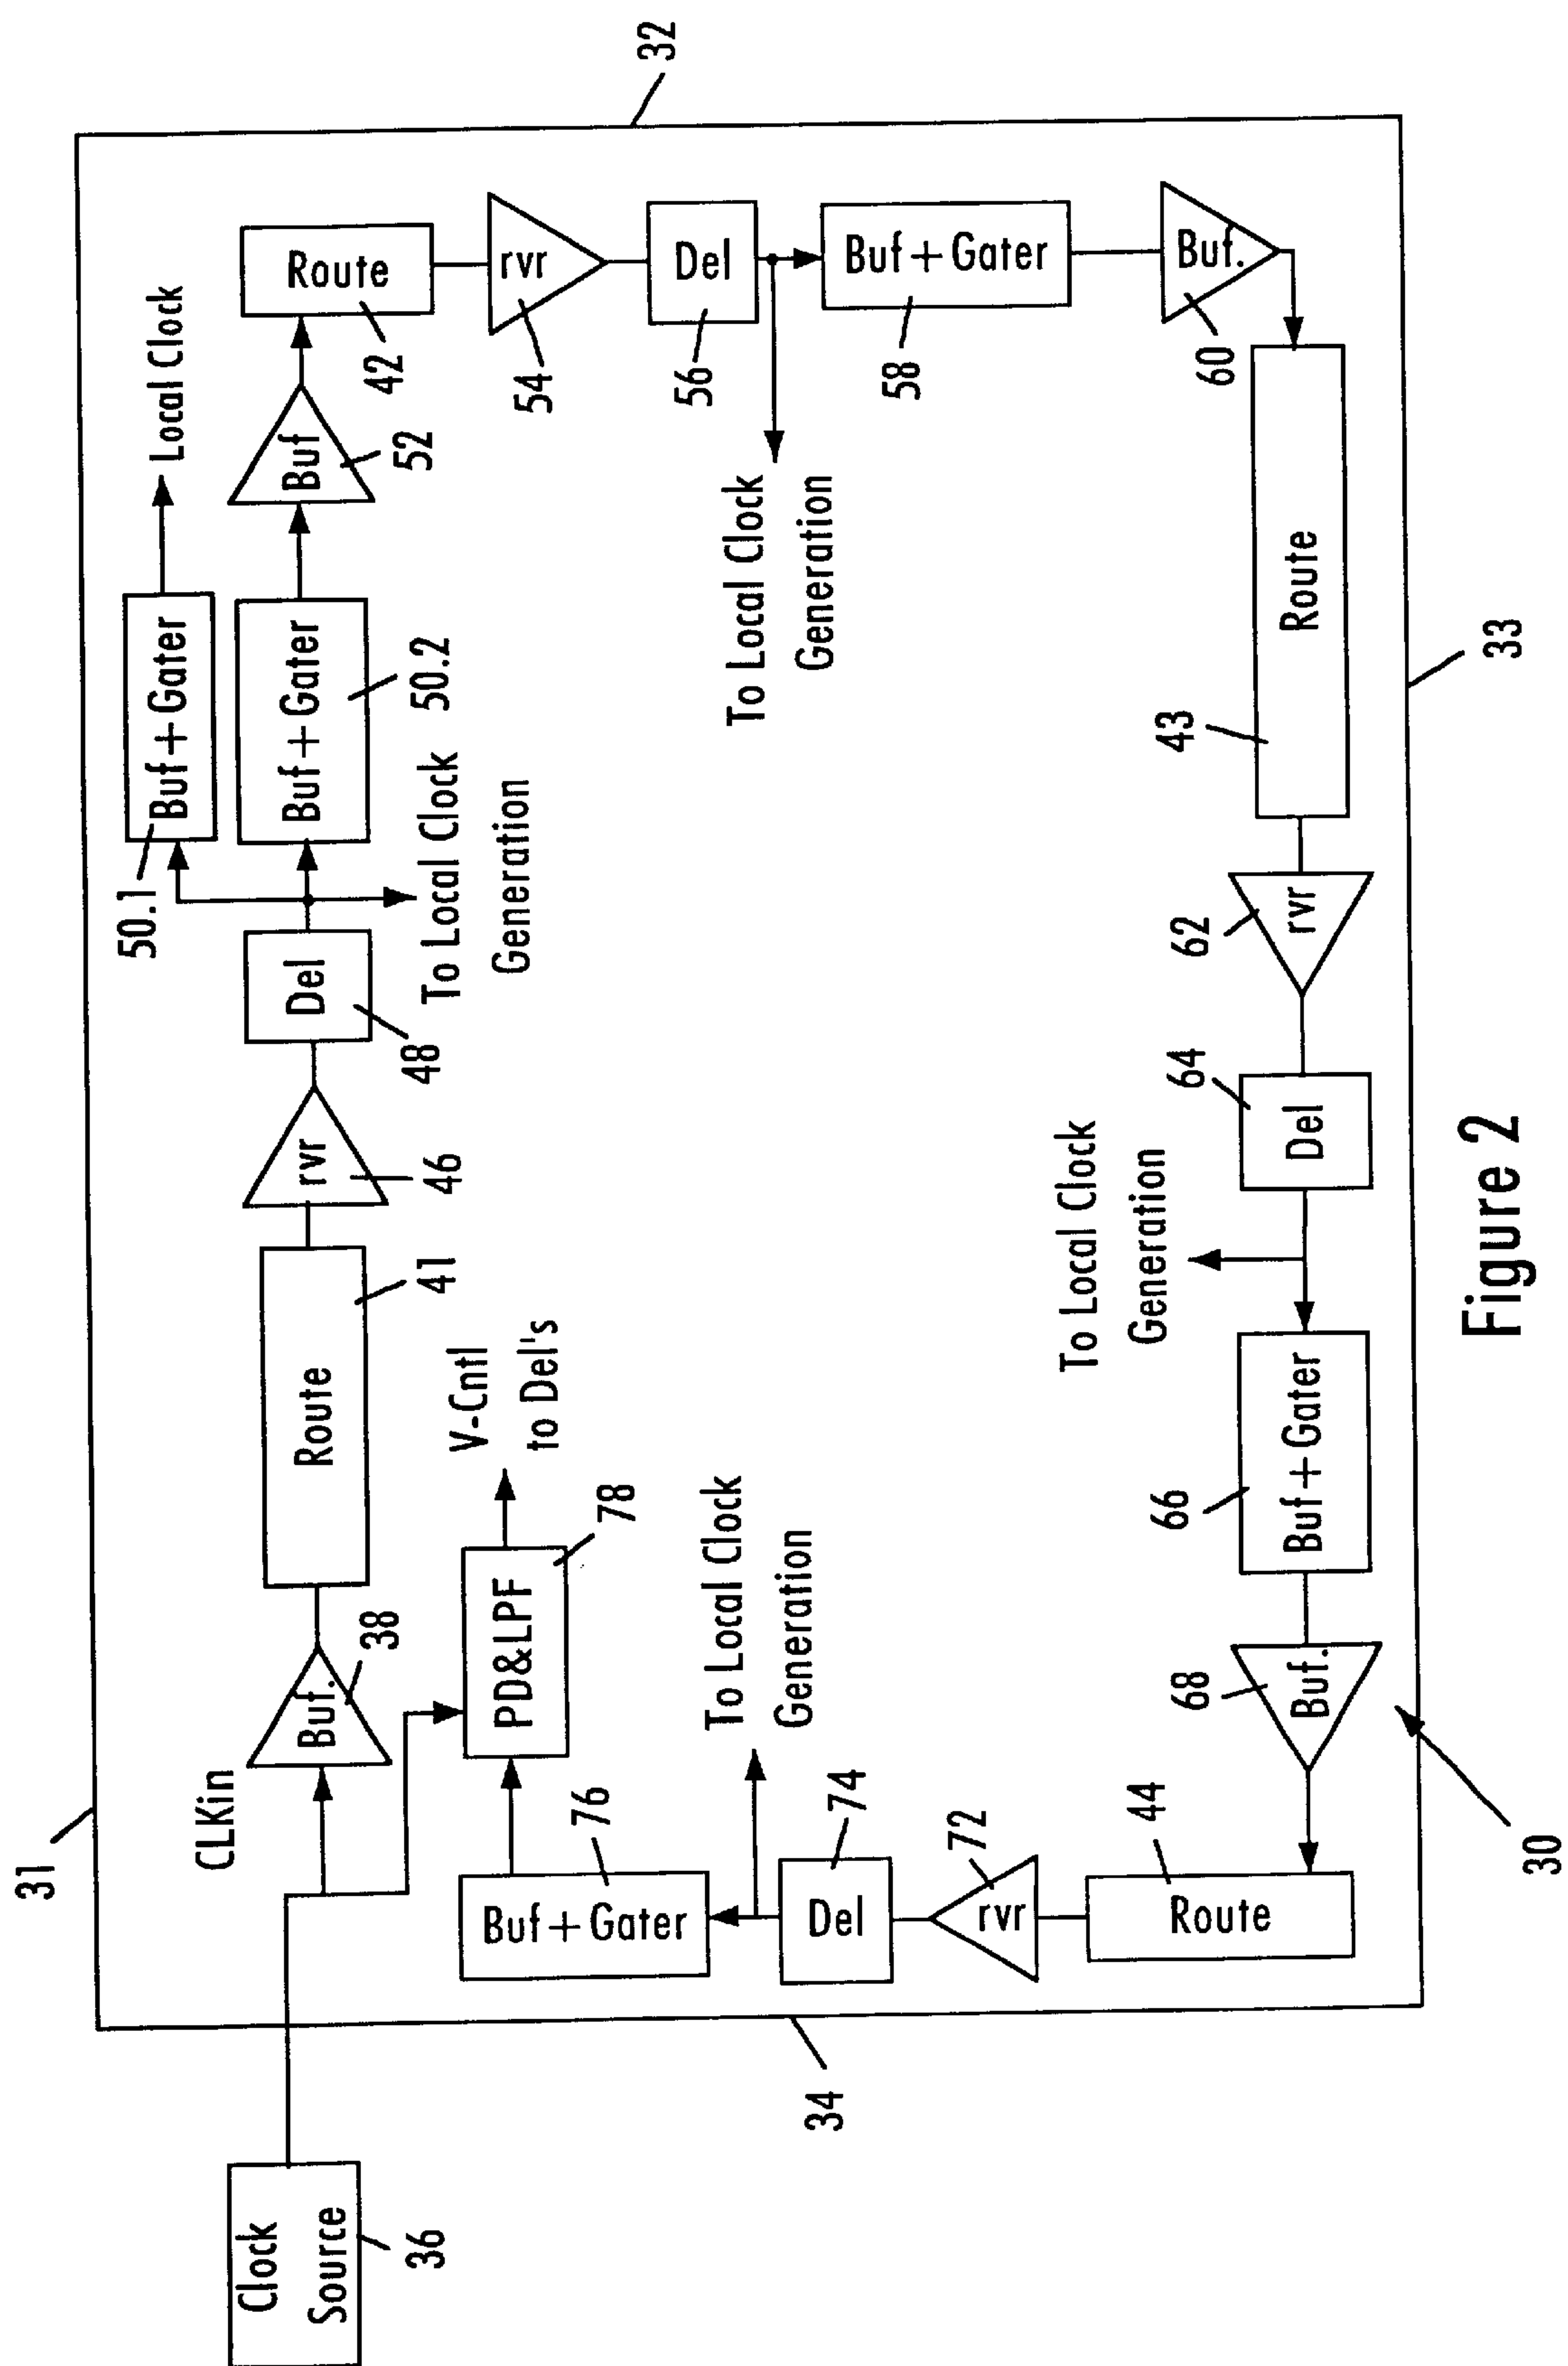 32
31
Local Clock
Buf+Gater
50.1
CLKin
Clock
Source
36
Buf.
38
Route
41
rvr
46
Del
48
Buf+Gater
50.2
Buf
52
Route
42
To Local Clock
Generation
rvr
54
PD&LPF
78
V-Cntl
to Del's
Buf+Gater
76
Del
56
To Local Clock
Generation
To Local Clock
Generation
Del
74
Buf+Gater
58
rvr
72
34
Route
44
Buf.
60
To Local Clock
Generation
Buf.
68
Buf+Gater
66
Del
64
rvr
62
Route
43
30
33
Figure 2